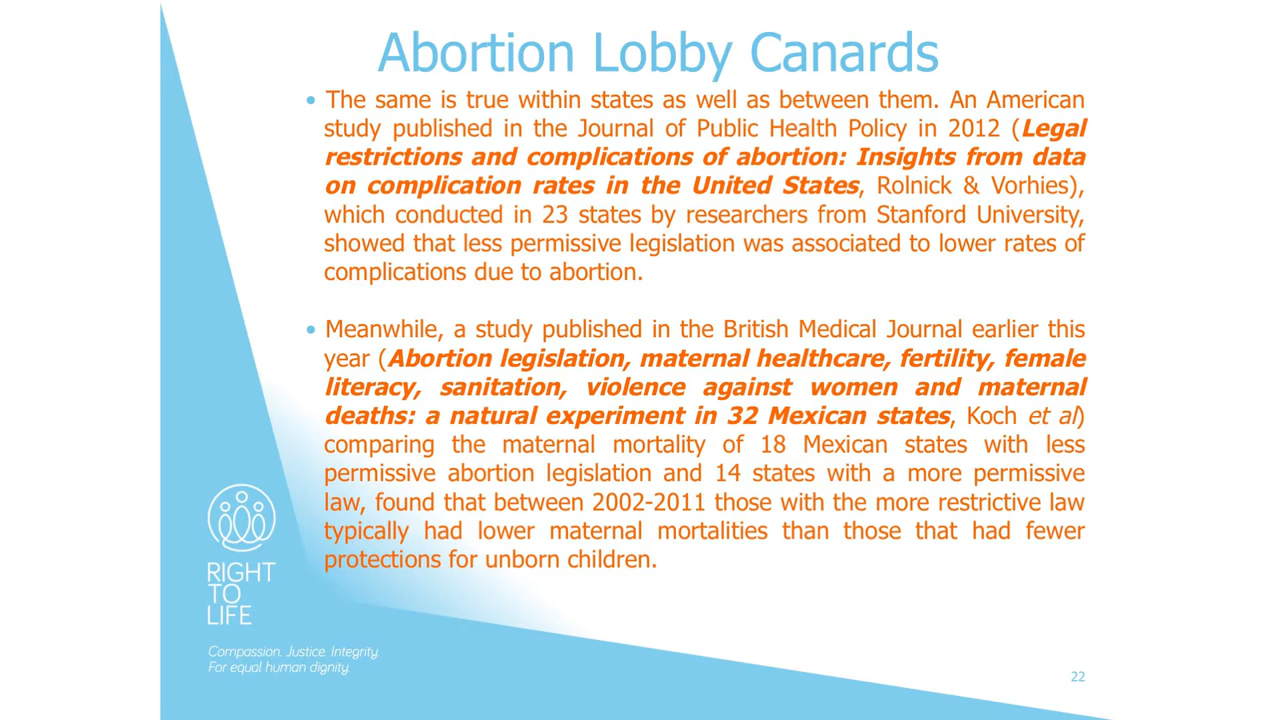 Abortion Lobby Canards
• The same is true within states as well as between them. An American
study published in the Journal of Public Health Policy in 2012 (Legal
restrictions and complications of abortion: Insights from data
on complication rates in the United States, Rolnick & Vorhies),
which conducted in 23 states by researchers from Stanford University,
showed that less permissive legislation was associated to lower rates of
complications due to abortion.
• Meanwhile, a study published in the British Medical Journal earlier this
year (Abortion legislation, maternal healthcare, fertility, female
literacy, sanitation, violence against women and maternal
deaths: a natural experiment in 32 Mexican states, Koch et al)
comparing the maternal mortality of 18 Mexican states with less
permissive abortion legislation and 14 states with a more permissive
law, found that between 2002-2011 those with the more restrictive law
typically had lower maternal mortalities than those that had fewer
protections for unborn children.
RIGHT
TO
LIFE
Compassion. Justice. Integrity.
For equal human dignity.
22